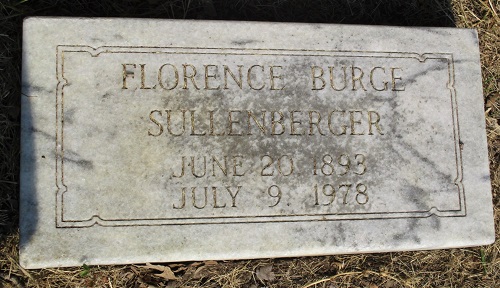 FLORENCE BURGE
SULLENBERGER
JUNE 20 1893
JULY 9. 1978